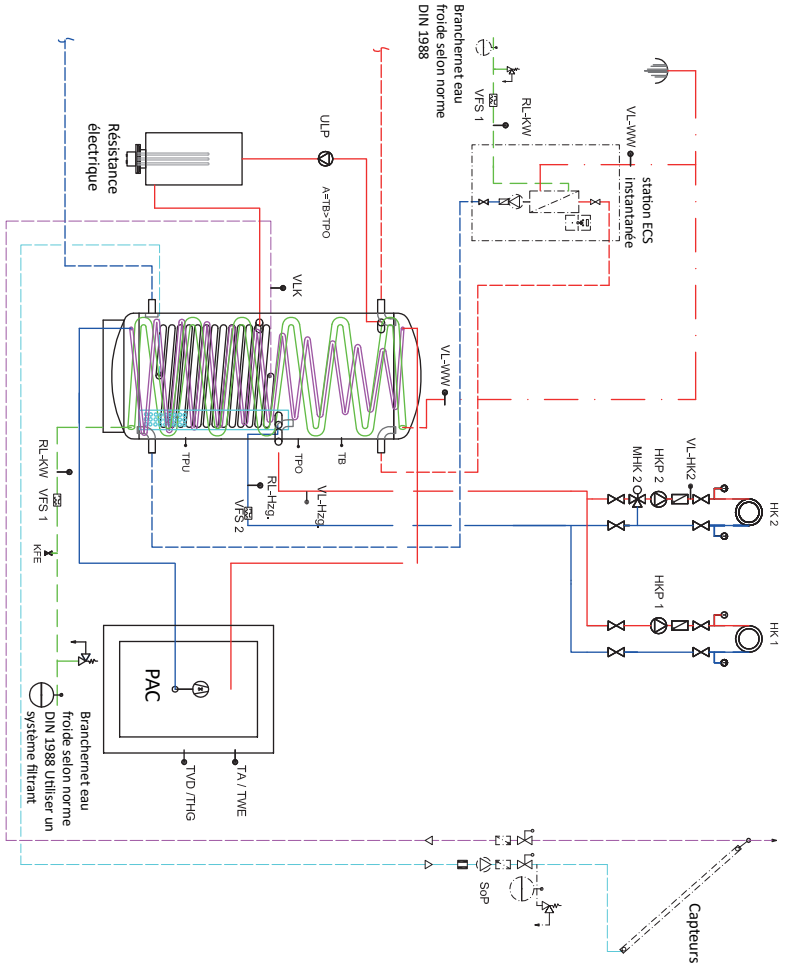 Branchernet eau
froide selon norme
DIN 1988
VFS 1
RL-KW
VL-WW
station ECS
instantanée
ULP
A=TB>TPO
Résistance
électrique
VLK
VL-WW
TPU
TPO
TB
RL-KW
VFS 1
KFE
RL-Hzg.
VFS 2
VL-Hzg.
VL-HK2
HKP 2
MHK 2
HK 2
HKP 1
HK 1
PAC
TA / TWE
TVD /THG
Branchernet eau
froide selon norme
DIN 1988 Utiliser un
système filtrant
SoP
Capteurs